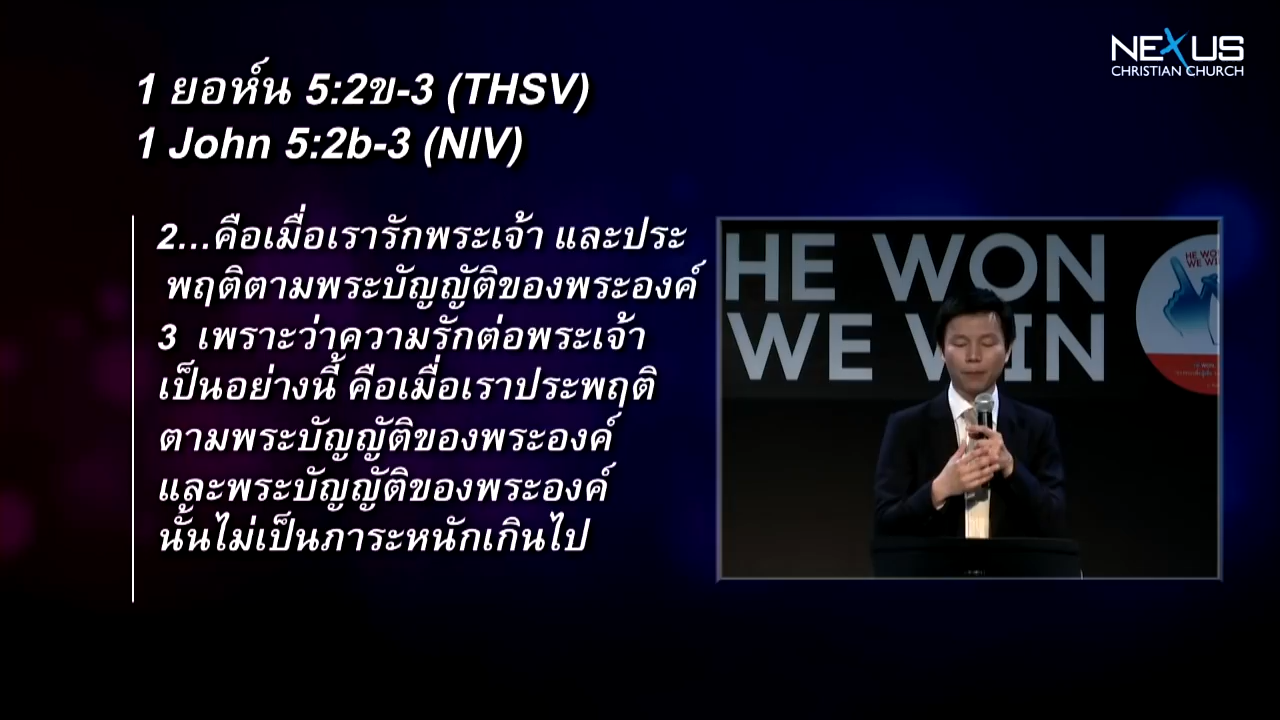 NEXUS
CHRISTIAN CHURCH
1 ยอห์น 5:2ข-3 (THSV)
1 John 5:2b-3 (NIV)
2…คือเมื่อเรารักพระเจ้า และประ
พฤติตามพระบัญญัติของพระองค์
3 เพราะว่าความรักต่อพระเจ้า
เป็นอย่างนี้ คือเมื่อเราประพฤติ
ตามพระบัญญัติของพระองค์
และพระบัญญัติของพระองค์
นั้นไม่เป็นภาระหนักเกินไป
HE WON
WE WIN
HE WON
WE WIN